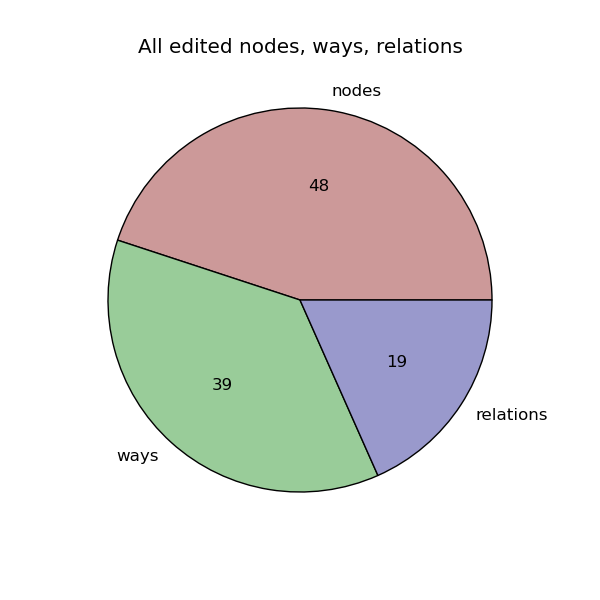 All edited nodes, ways, relations
nodes
48
19
39
relations
ways